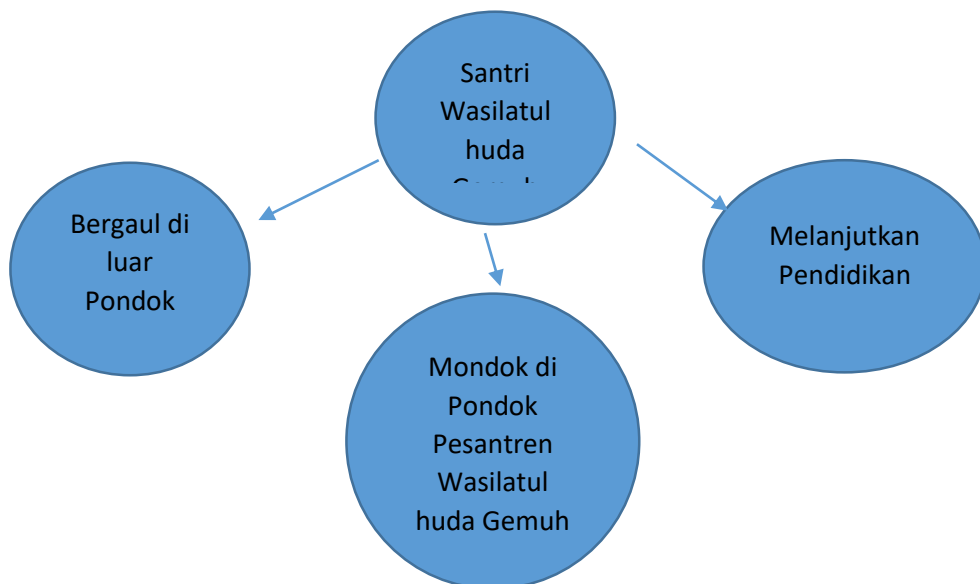 Santri
Wasilatul
huda
Bergaul di
luar
Pondok
Melanjutkan
Pendidikan
Mondok di
Pondok
Pesantren
Wasilatul
huda Gemuh